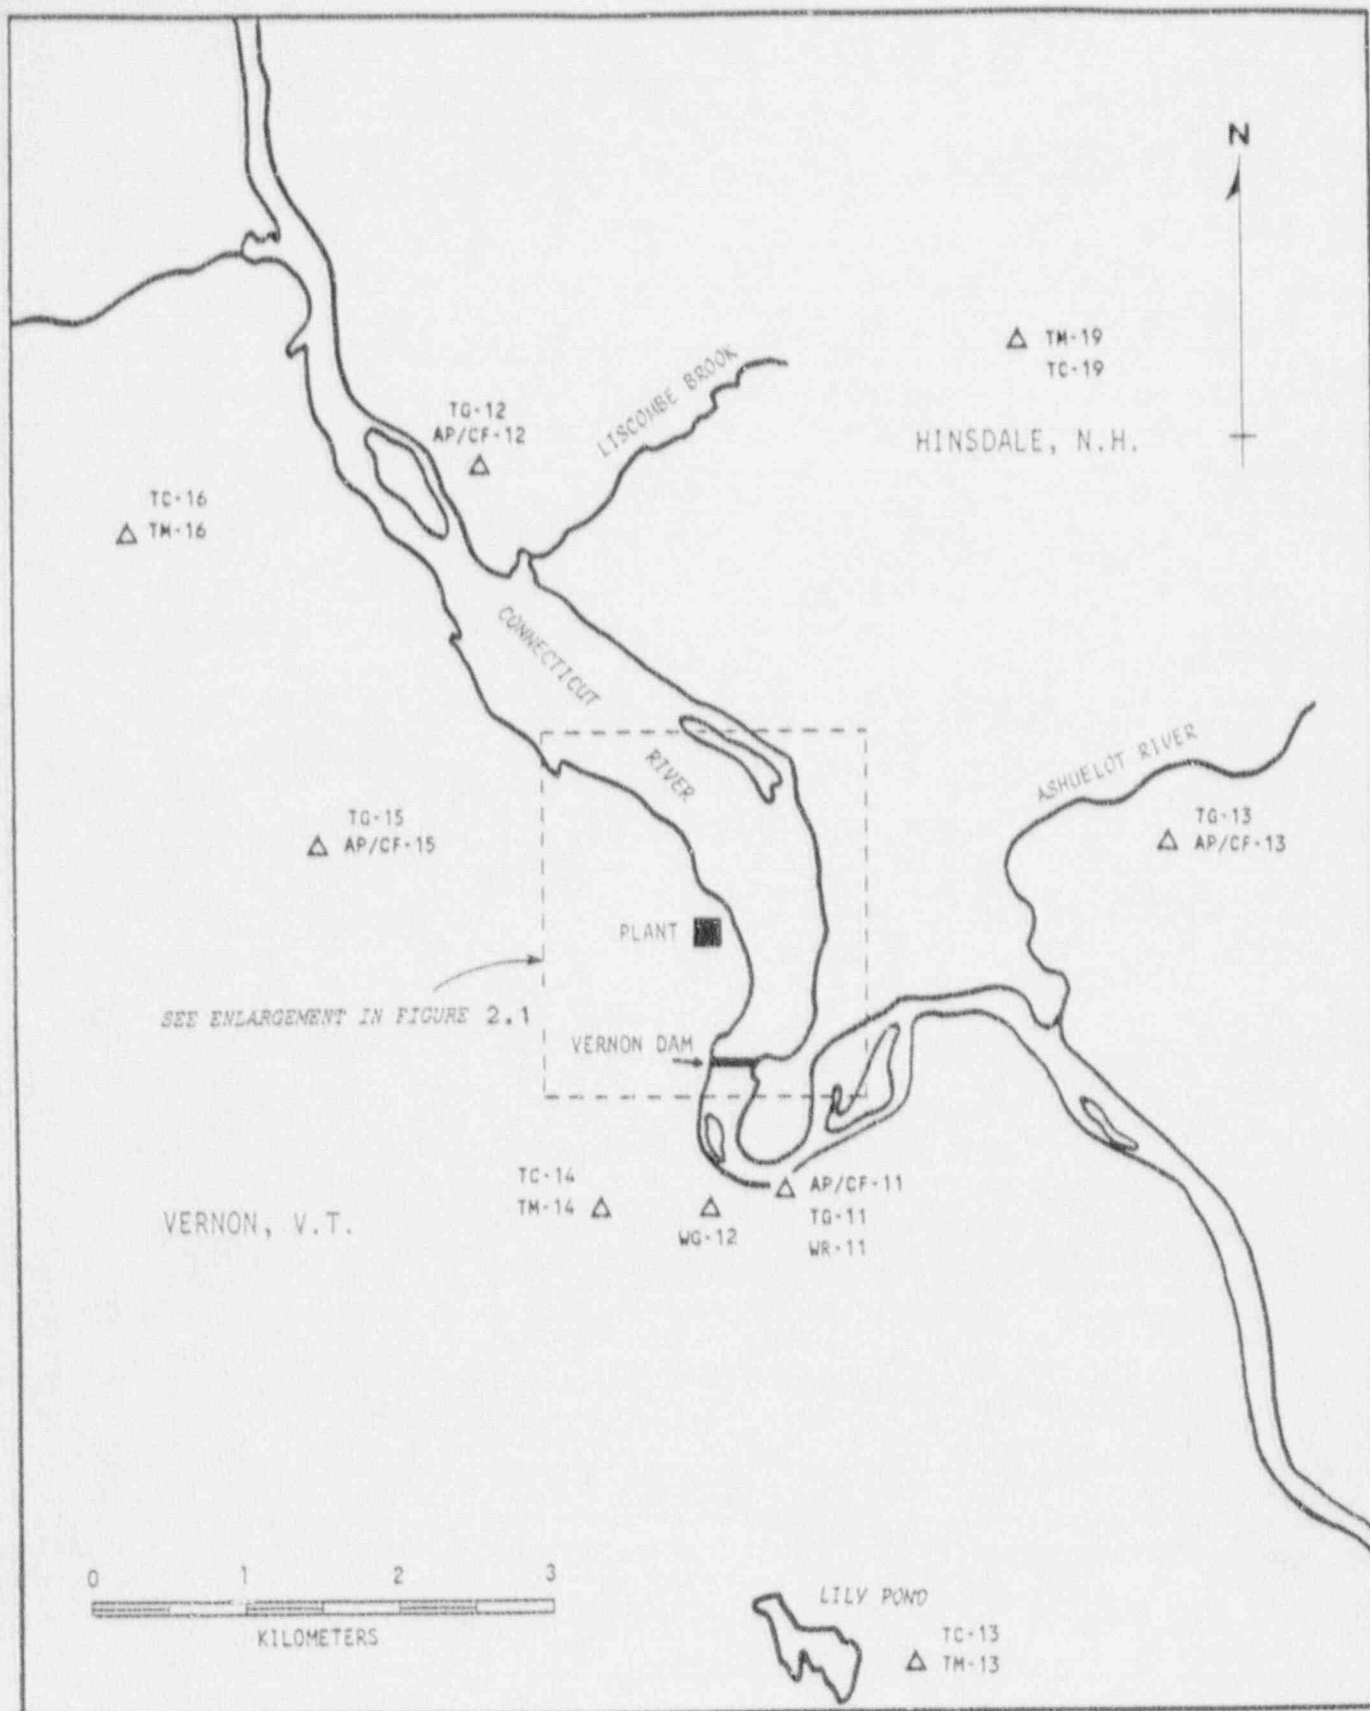 N
TM-19
TC-19
LISCOMBE BROOK
TG-12
AP/CF-12
HINSDALE, N.H.
TC-16
TM-16
CONNECTICUT
RIVER
ASHUELOT RIVER
TG-15
AP/CF-15
TG-13
AP/CF-13
PLANT
SEE ENLARGEMENT IN FIGURE 2.1
VERNON DAM
TC-14
TM-14
AP/CF-11
TG-11
WR-11
WG-12
VERNON, V.T.
0 1 2 3
KILOMETERS
LILY POND
TC-13
TM-13